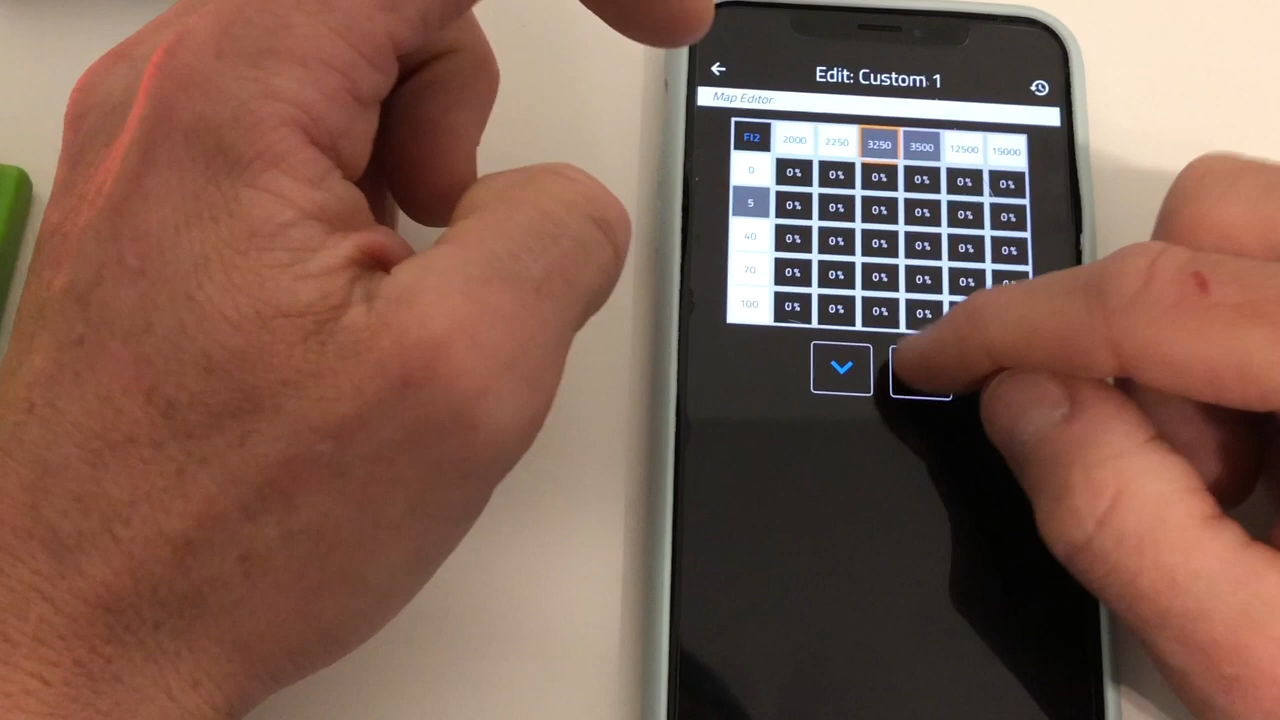 Edit: Custom 1
Map Editor:
FI2 2000 2250 3250 3500 12500 15000
0 0% 0% 0% 0% 0% 0%
5 0% 0% 0% 0% 0% 0%
40 0% 0% 0% 0% 0% 0%
70 0% 0% 0% 0% 0% 0%
100 0% 0% 0% 0%